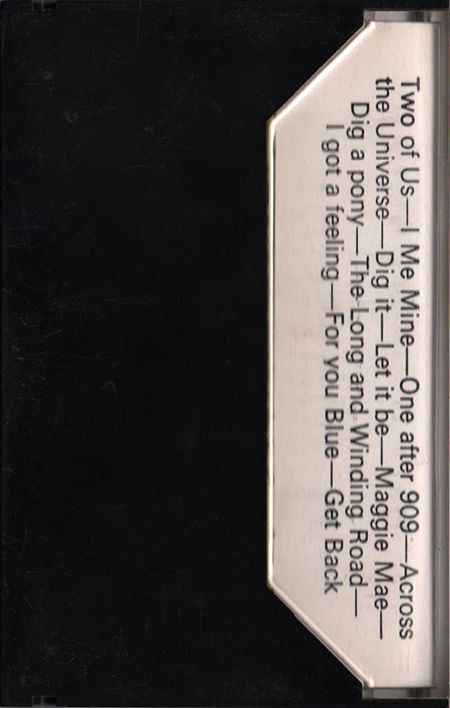 Two of Us—I Me Mine—One after 909—Across
the Universe—Dig it—Let it be—Maggie Mae—
Dig a pony—The Long and Winding Road—
I got a feeling—For you Blue—Get Back